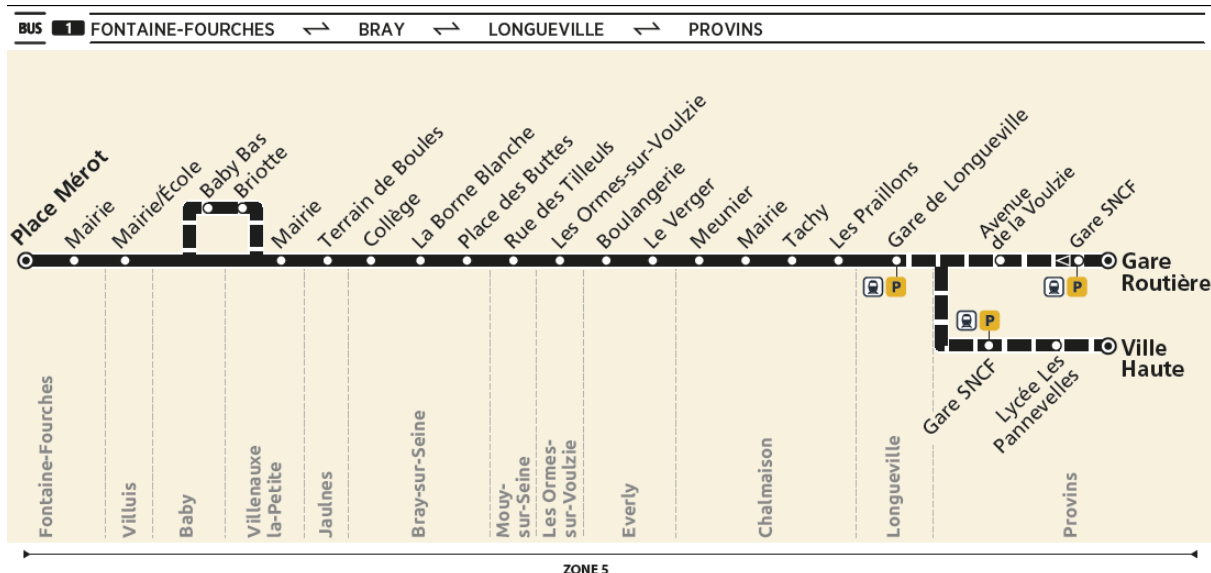 BUS 1 FONTAINE-FOURCHES ⇌ BRAY ⇌ LONGUEVILLE ⇌ PROVINS
Place Mérot
Mairie
Mairie/École
Baby Bas
Briotte
Mairie
Terrain de Boules
Collège
La Borne Blanche
Place des Buttes
Rue des Tilleuls
Les Ormes-sur-Voulzie
Boulangerie
Le Verger
Meunier
Mairie
Tachy
Les Praillons
Gare de Longueville
P
Avenue
de la Voulzie
Gare SNCF
P
Gare
Routière
P
Gare SNCF
Lycée Les
Pannevelles
Ville
Haute
Fontaine-Fourches
Villuis
Baby
Villenauxe
la-Petite
Jaulnes
Bray-sur-Seine
Mouy-
sur-Seine
Les Ormes-
sur-Voulzie
Everly
Chalmaison
Longueville
Provins
ZONE 5